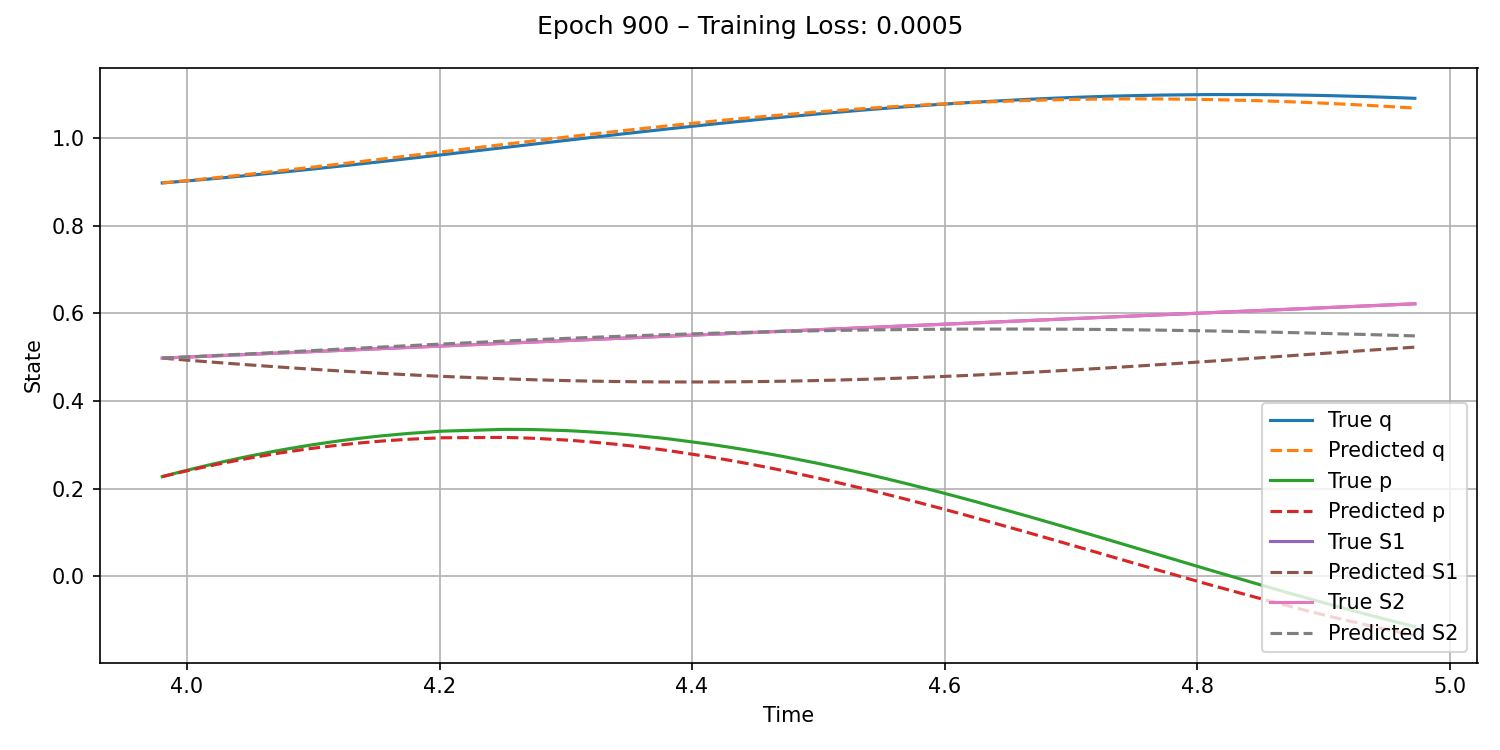 Epoch 900 – Training Loss: 0.0005
State
1.0
0.8
0.6
0.4
0.2
0.0
True q
Predicted q
True p
Predicted p
True S1
Predicted S1
True S2
Predicted S2
4.0 4.2 4.4 4.6 4.8 5.0
Time